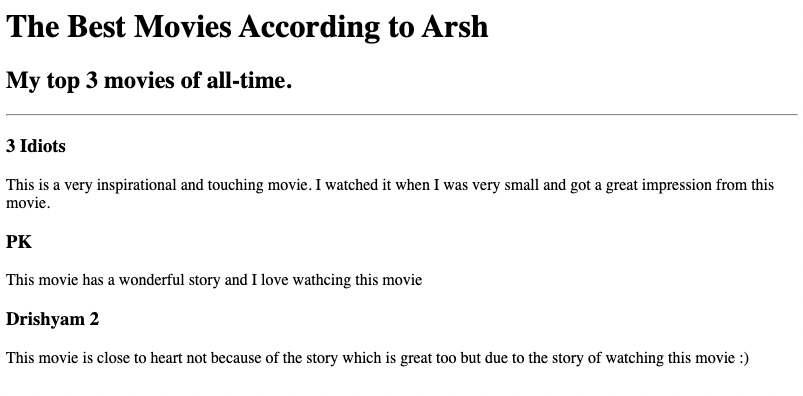 The Best Movies According to Arsh
My top 3 movies of all-time.
3 Idiots
This is a very inspirational and touching movie. I watched it when I was very small and got a great impression from this
movie.
PK
This movie has a wonderful story and I love wathcing this movie
Drishyam 2
This movie is close to heart not because of the story which is great too but due to the story of watching this movie :)